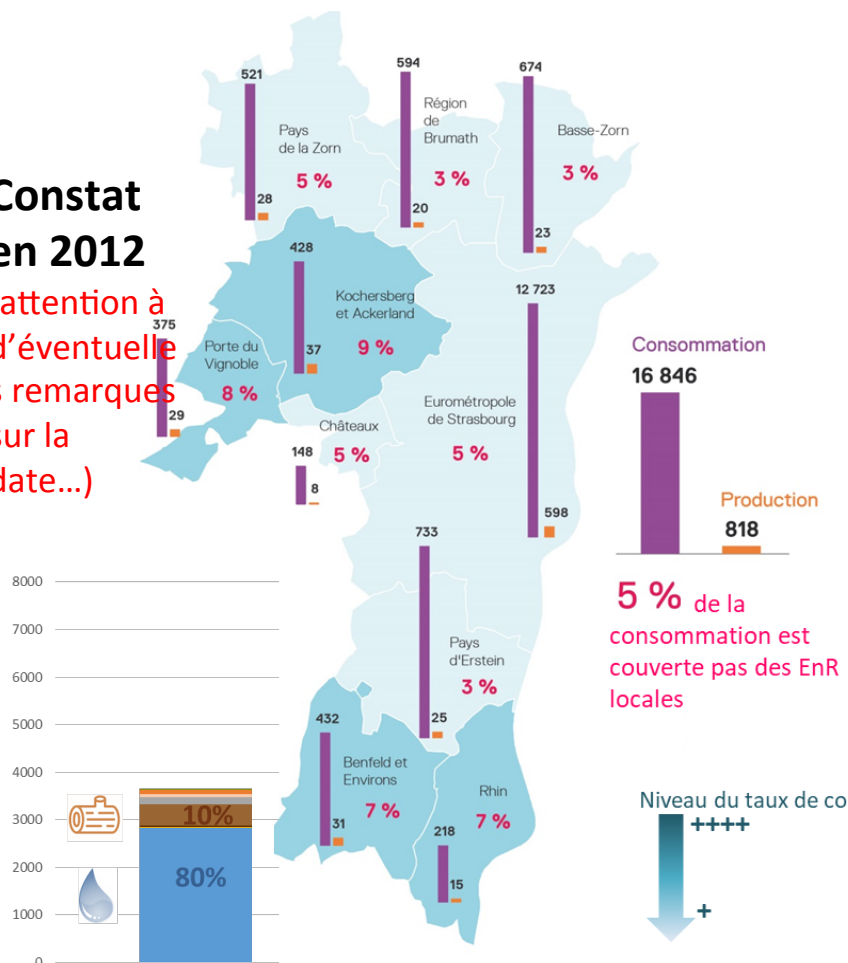 Constat
en 2012
attention à
d’éventuelle
s remarques
sur la
date…)
521
28
Pays
de la Zorn
5 %
594
20
Région
de
Brumath
3 %
674
23
Basse-Zorn
3 %
428
37
Kochersberg
et Ackerland
9 %
375
29
Porte du
Vignoble
8 %
Châteaux
5 %
148
8
12 723
598
Eurométropole
de Strasbourg
5 %
733
25
Pays
d'Erstein
3 %
432
31
Benfeld et
Environs
7 %
Rhin
7 %
218
15
Consommation
16 846
Production
818
5 % de la
consommation est
couverte pas des EnR
locales
Niveau du taux de co
++++
+
8000
7000
6000
5000
4000
3000
2000
1000
0
10%
80%